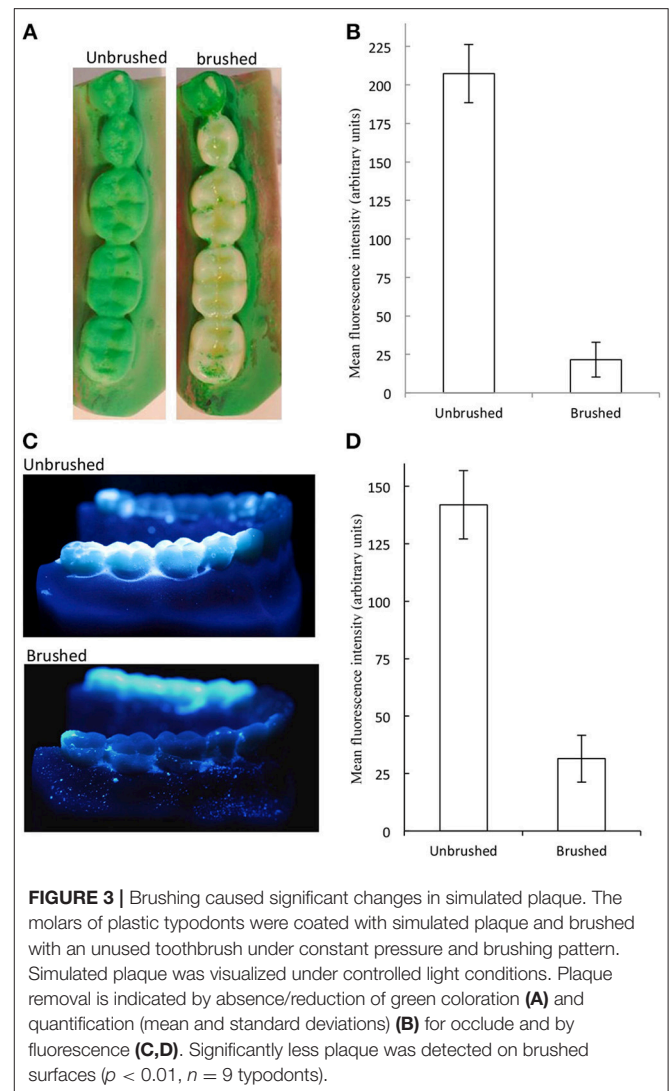 A
Unbrushed
brushed
B
Mean fluorescence intensity (arbitrary units)
225
200
175
150
125
100
75
50
25
0
Unbrushed
Brushed
C
Unbrushed
Brushed
D
Mean fluorescence intensity (arbitrary units)
150
125
100
75
50
25
0
Unbrushed
Brushed
FIGURE 3 | Brushing caused significant changes in simulated plaque. The
molars of plastic typodonts were coated with simulated plaque and brushed
with an unused toothbrush under constant pressure and brushing pattern.
Simulated plaque was visualized under controlled light conditions. Plaque
removal is indicated by absence/reduction of green coloration (A) and
quantification (mean and standard deviations) (B) for occlude and by
fluorescence (C,D). Significantly less plaque was detected on brushed
surfaces (p < 0.01, n = 9 typodonts).